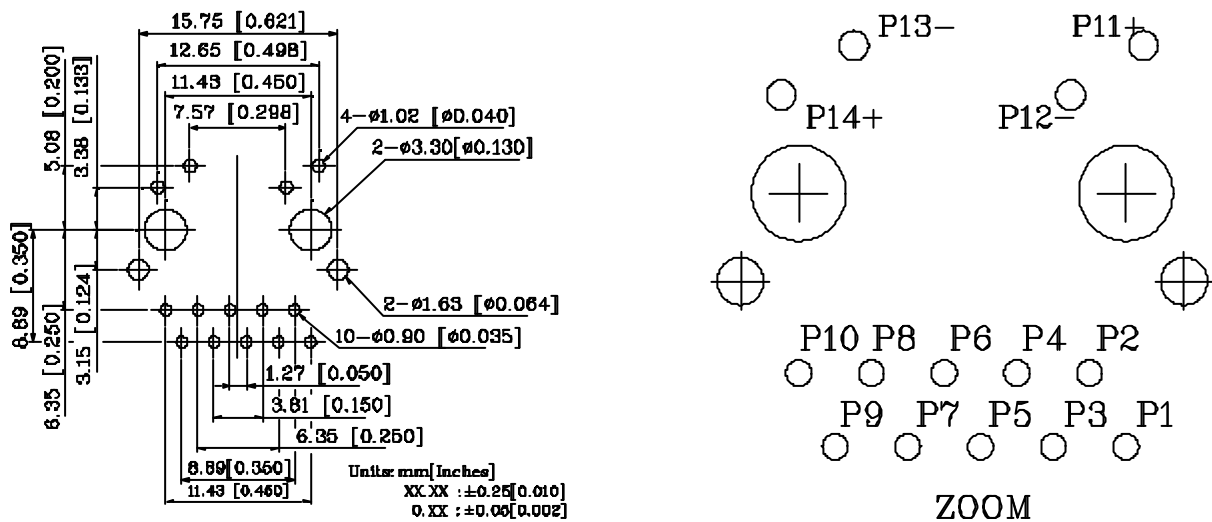 15.75 [0.621]
12.65 [0.498]
11.43 [0.450]
7.57 [0.298]
5.08 [0.200]
3.38 [0.133]
4-ø1.02 [ø0.040]
2-ø3.30[ø0.130]
8.89 [0.350]
6.35 [0.250]
3.15 [0.124]
2-ø1.63 [ø0.064]
10-ø0.90 [ø0.035]
1.27 [0.050]
3.81 [0.150]
6.35 [0.250]
8.89[0.350]
11.43 [0.450]
Units: mm[Inches]
XX.XX :±0.25[0.010]
0.XX :±0.05[0.002]
P13- P11+
P14+ P12-
P10 P8 P6 P4 P2
P9 P7 P5 P3 P1
ZOOM